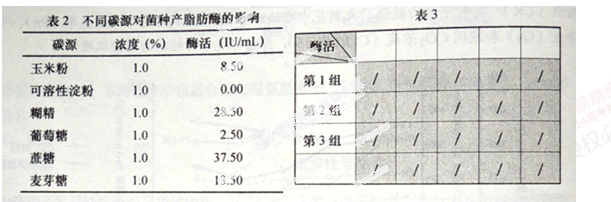 表 2 不同碳源对菌种产脂肪酶的影响
碳源 浓度 (%) 酶活 (IU/mL)
玉米粉 1.0 8.50
可溶性淀粉 1.0 0.00
糊精 1.0 28.50
葡萄糖 1.0 2.50
蔗糖 1.0 37.50
麦芽糖 1.0 13.50
表 3
酶活
第 1 组 / / / / /
第 2 组 / / / / /
第 3 组 / / / / /
/ / / / /